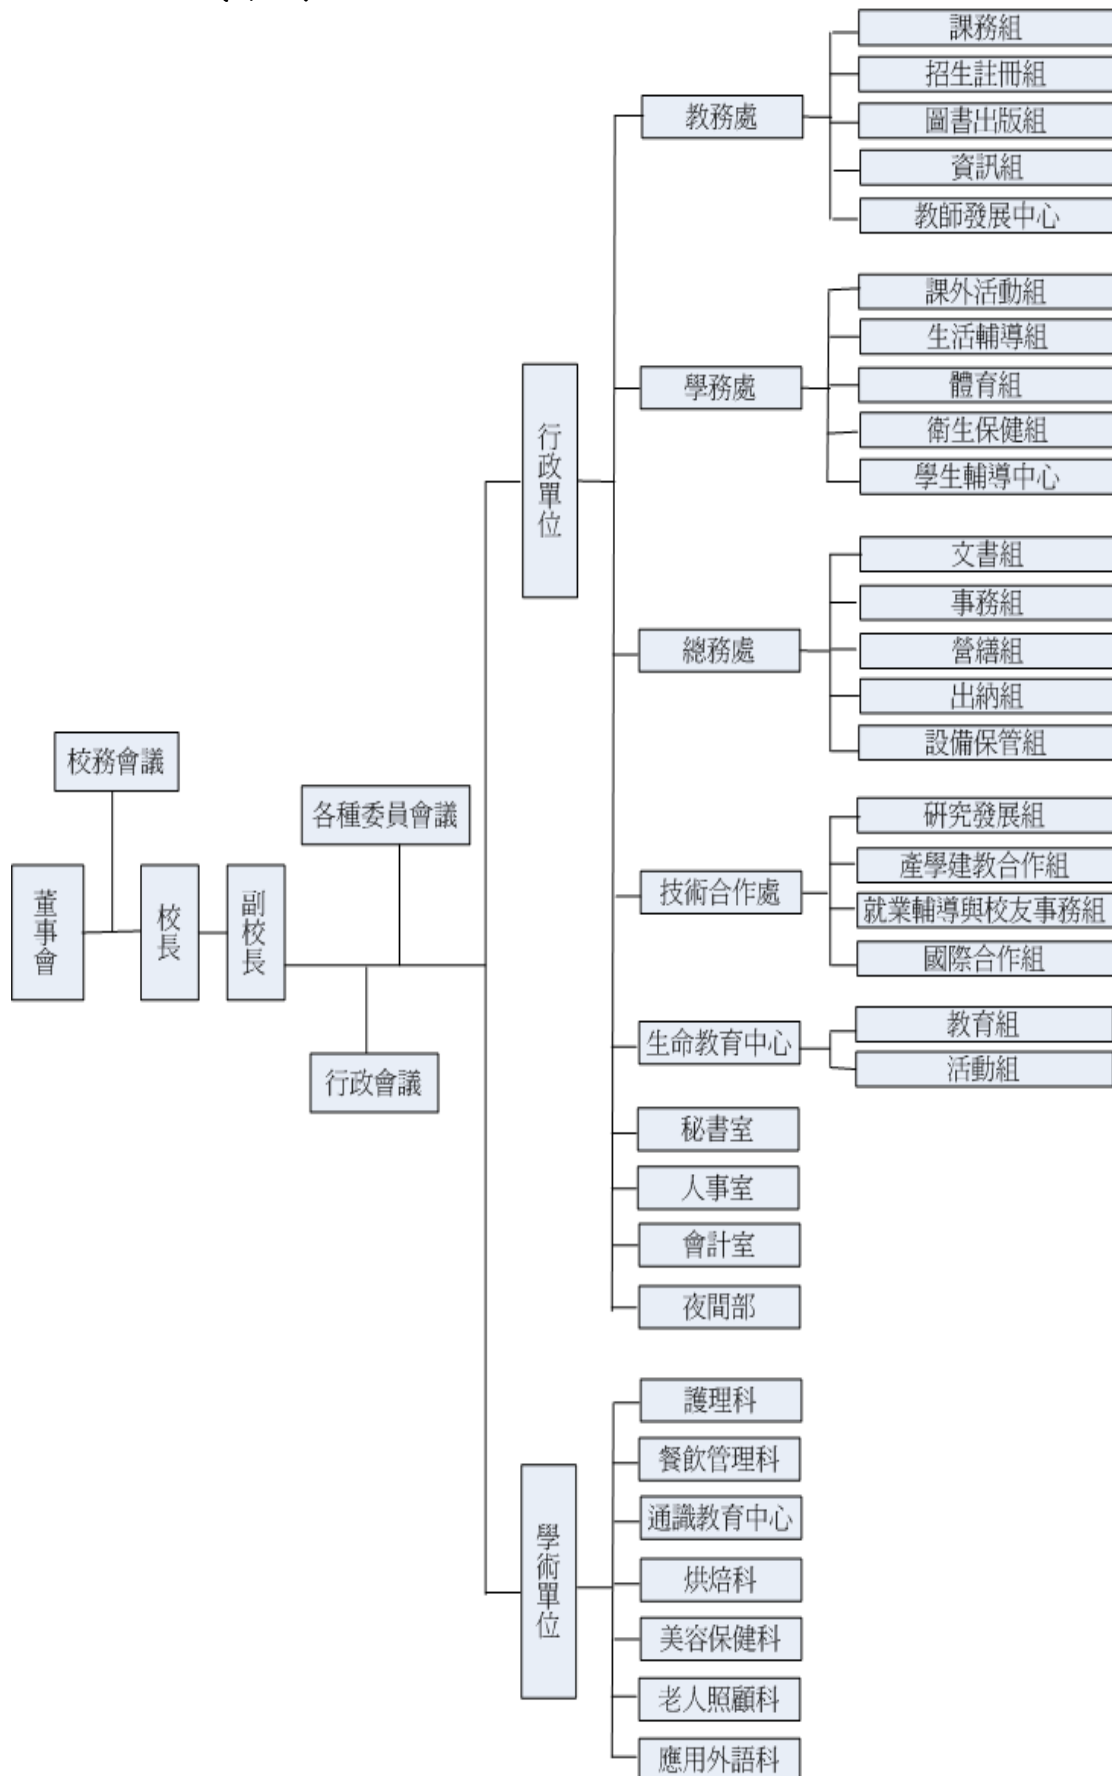 課務組
招生註冊組
教務處
圖書出版組
資訊組
教師發展中心
課外活動組
生活輔導組
學務處
體育組
衛生保健組
學生輔導中心
行政單位
文書組
事務組
總務處
營繕組
出納組
設備保管組
校務會議
各種委員會議
研究發展組
產學建教合作組
技術合作處
就業輔導與校友事務組
國際合作組
董事會
校長
副校長
行政會議
生命教育中心
教育組
活動組
秘書室
人事室
會計室
夜間部
學術單位
護理科
餐飲管理科
通識教育中心
烘焙科
美容保健科
老人照顧科
應用外語科